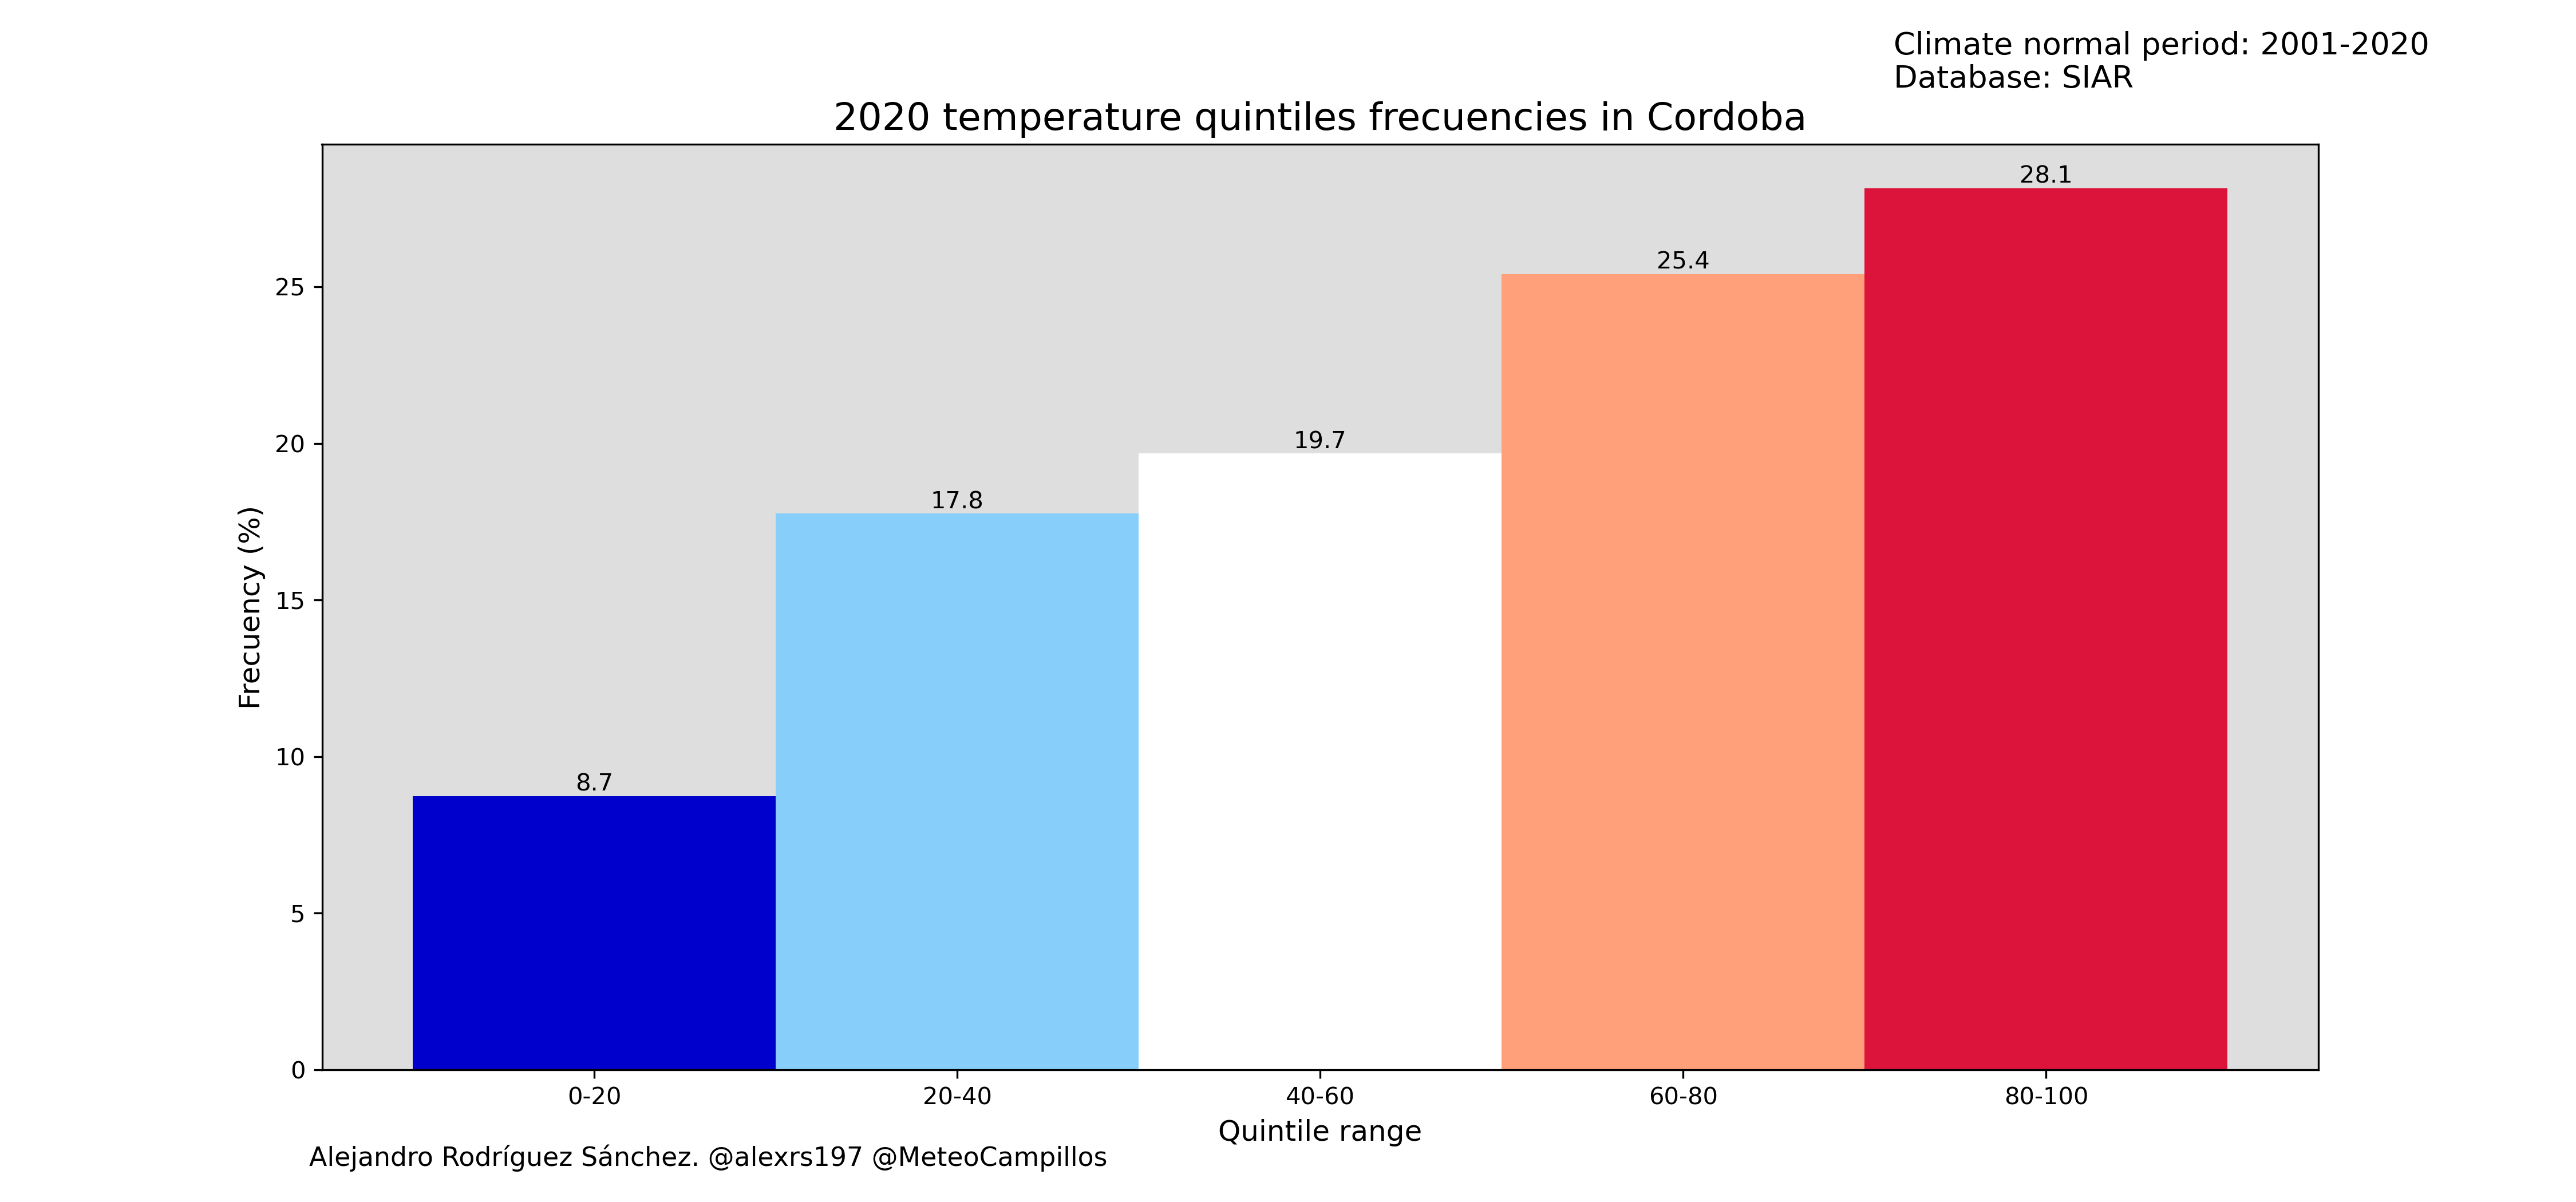 Climate normal period: 2001-2020
Database: SIAR
2020 temperature quintiles frecuencies in Cordoba
Frecuency (%)
25
20
15
10
5
0
8.7
17.8
19.7
25.4
28.1
0-20
20-40
40-60
60-80
80-100
Quintile range
Alejandro Rodríguez Sánchez. @alexrs197 @MeteoCampillos